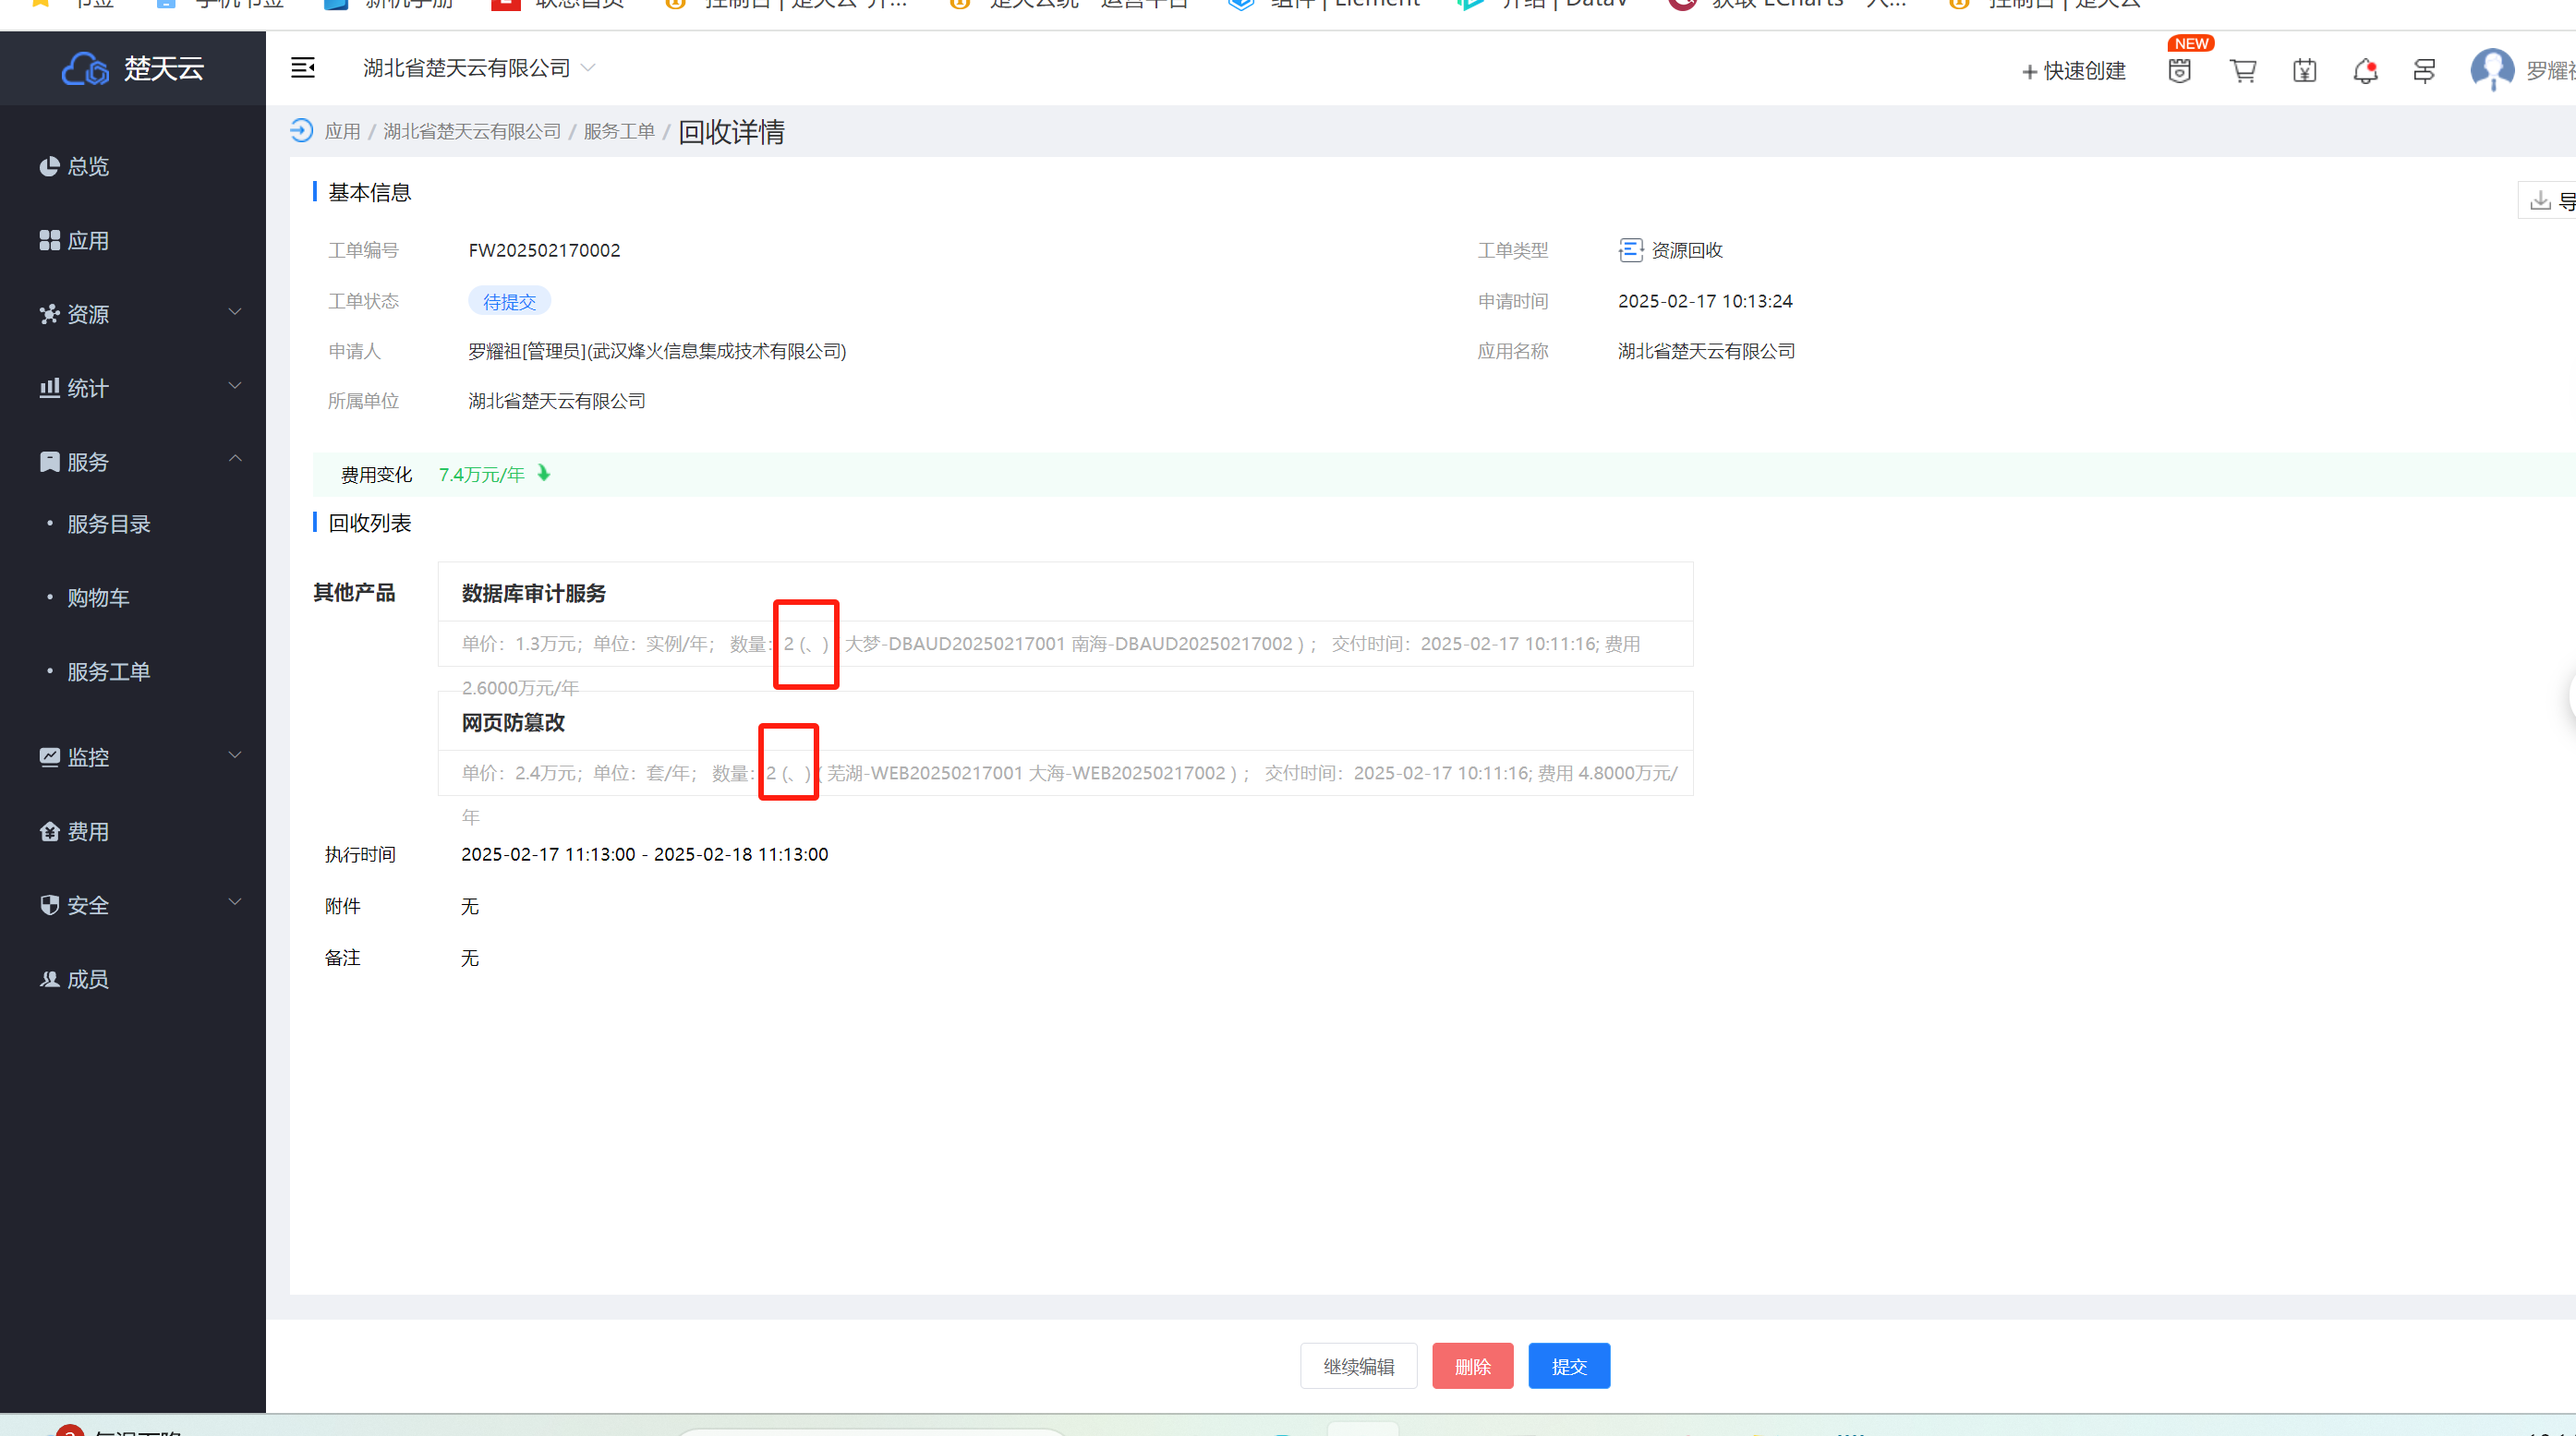 楚天云
湖北省楚天云有限公司
快速创建
NEW
应用 / 湖北省楚天云有限公司 / 服务工单 / 回收详情
总览
应用
资源
统计
服务
服务目录
购物车
服务工单
监控
费用
安全
成员
基本信息
工单编号 FW202502170002
工单类型 资源回收
工单状态 待提交
申请时间 2025-02-17 10:13:24
申请人 罗耀祖[管理员](武汉烽火信息集成技术有限公司)
应用名称 湖北省楚天云有限公司
所属单位 湖北省楚天云有限公司
费用变化 7.4万元/年
回收列表
其他产品
数据库审计服务
单价：1.3万元；单位：实例/年； 数量：2 (、) 大梦-DBAUD20250217001 南海-DBAUD20250217002 )； 交付时间：2025-02-17 10:11:16; 费用
2.6000万元/年
网页防篡改
单价：2.4万元；单位：套/年； 数量：2 (、) ( 芜湖-WEB20250217001 大海-WEB20250217002 )； 交付时间：2025-02-17 10:11:16; 费用 4.8000万元/
年
执行时间 2025-02-17 11:13:00 - 2025-02-18 11:13:00
附件 无
备注 无
继续编辑 删除 提交